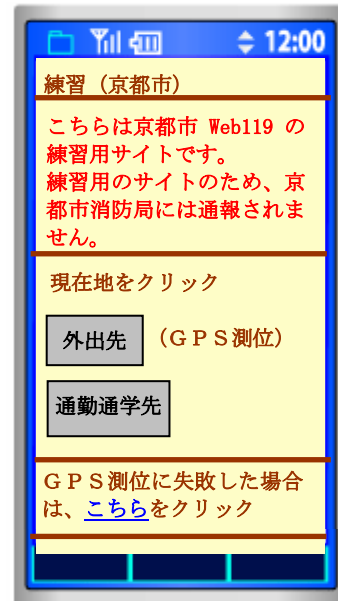 12:00
練習（京都市）
こちらは京都市 Web119 の
練習用サイトです。
練習用のサイトのため、京
都市消防局には通報されま
せん。
現在地をクリック
外出先 （ＧＰＳ測位）
通勤通学先
ＧＰＳ測位に失敗した場合
は、こちらをクリック